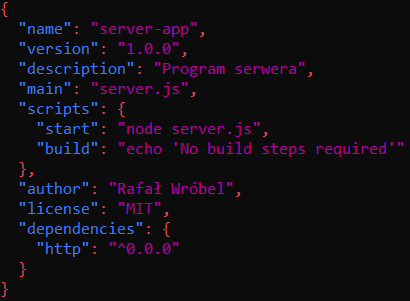 {
  "name": "server-app",
  "version": "1.0.0",
  "description": "Program serwera",
  "main": "server.js",
  "scripts": {
    "start": "node server.js",
    "build": "echo 'No build steps required'"
  },
  "author": "Rafał Wróbel",
  "license": "MIT",
  "dependencies": {
    "http": "^0.0.0"
  }
}